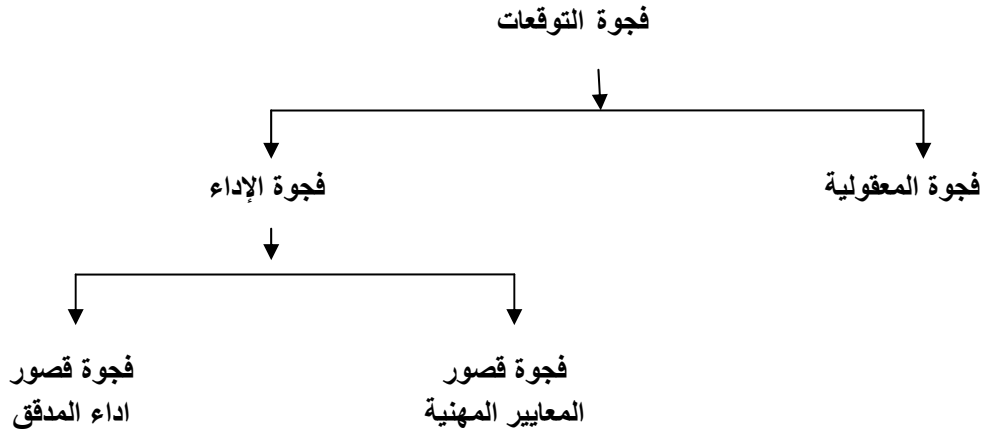 فجوة التوقعات
فجوة المعقولية
فجوة الإداء
فجوة قصور
المعايير المهنية
فجوة قصور
اداء المدقق